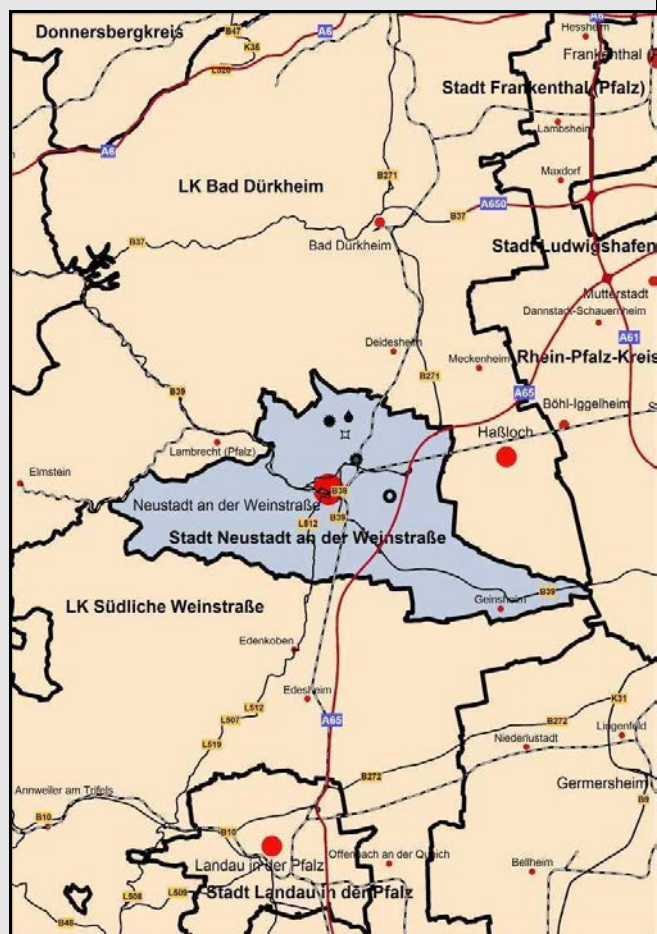 Donnersbergkreis
B47
A6
A6
K35
L520
Hessheim
Frankenthal (
Stadt Frankenthal (Pfalz)
A6
Lambsheim
LK Bad Dürkheim
B271
Maxdorf
A650
B37
Bad Dürkheim
B37
Stadt Ludwigshafen
Mutterstadt
Dannstadt-Schauernheim
Deidesheim
Meckenheim
Rhein-Pfalz-Kreis
A61
B271
A65
B39
Böhl-Iggelheim
Haßloch
Lambrecht (Pfalz)
Elmstein
B38
Neustadt an der Weinstraße
L512
B39
Stadt Neustadt an der Weinstraße
B39
Geinsheim
LK Südliche Weinstraße
Edenkoben
Edesheim
L512
K31
L507
A65
B272
Lingenfeld
L519
Niederlustadt
B272
Annweiler am Trifels
Germersheim
B9
B10
B10
Landau in der Pfalz
Offenbach an der Queich
Bellheim
L508
L509
Stadt Landau in der Pfalz
B48